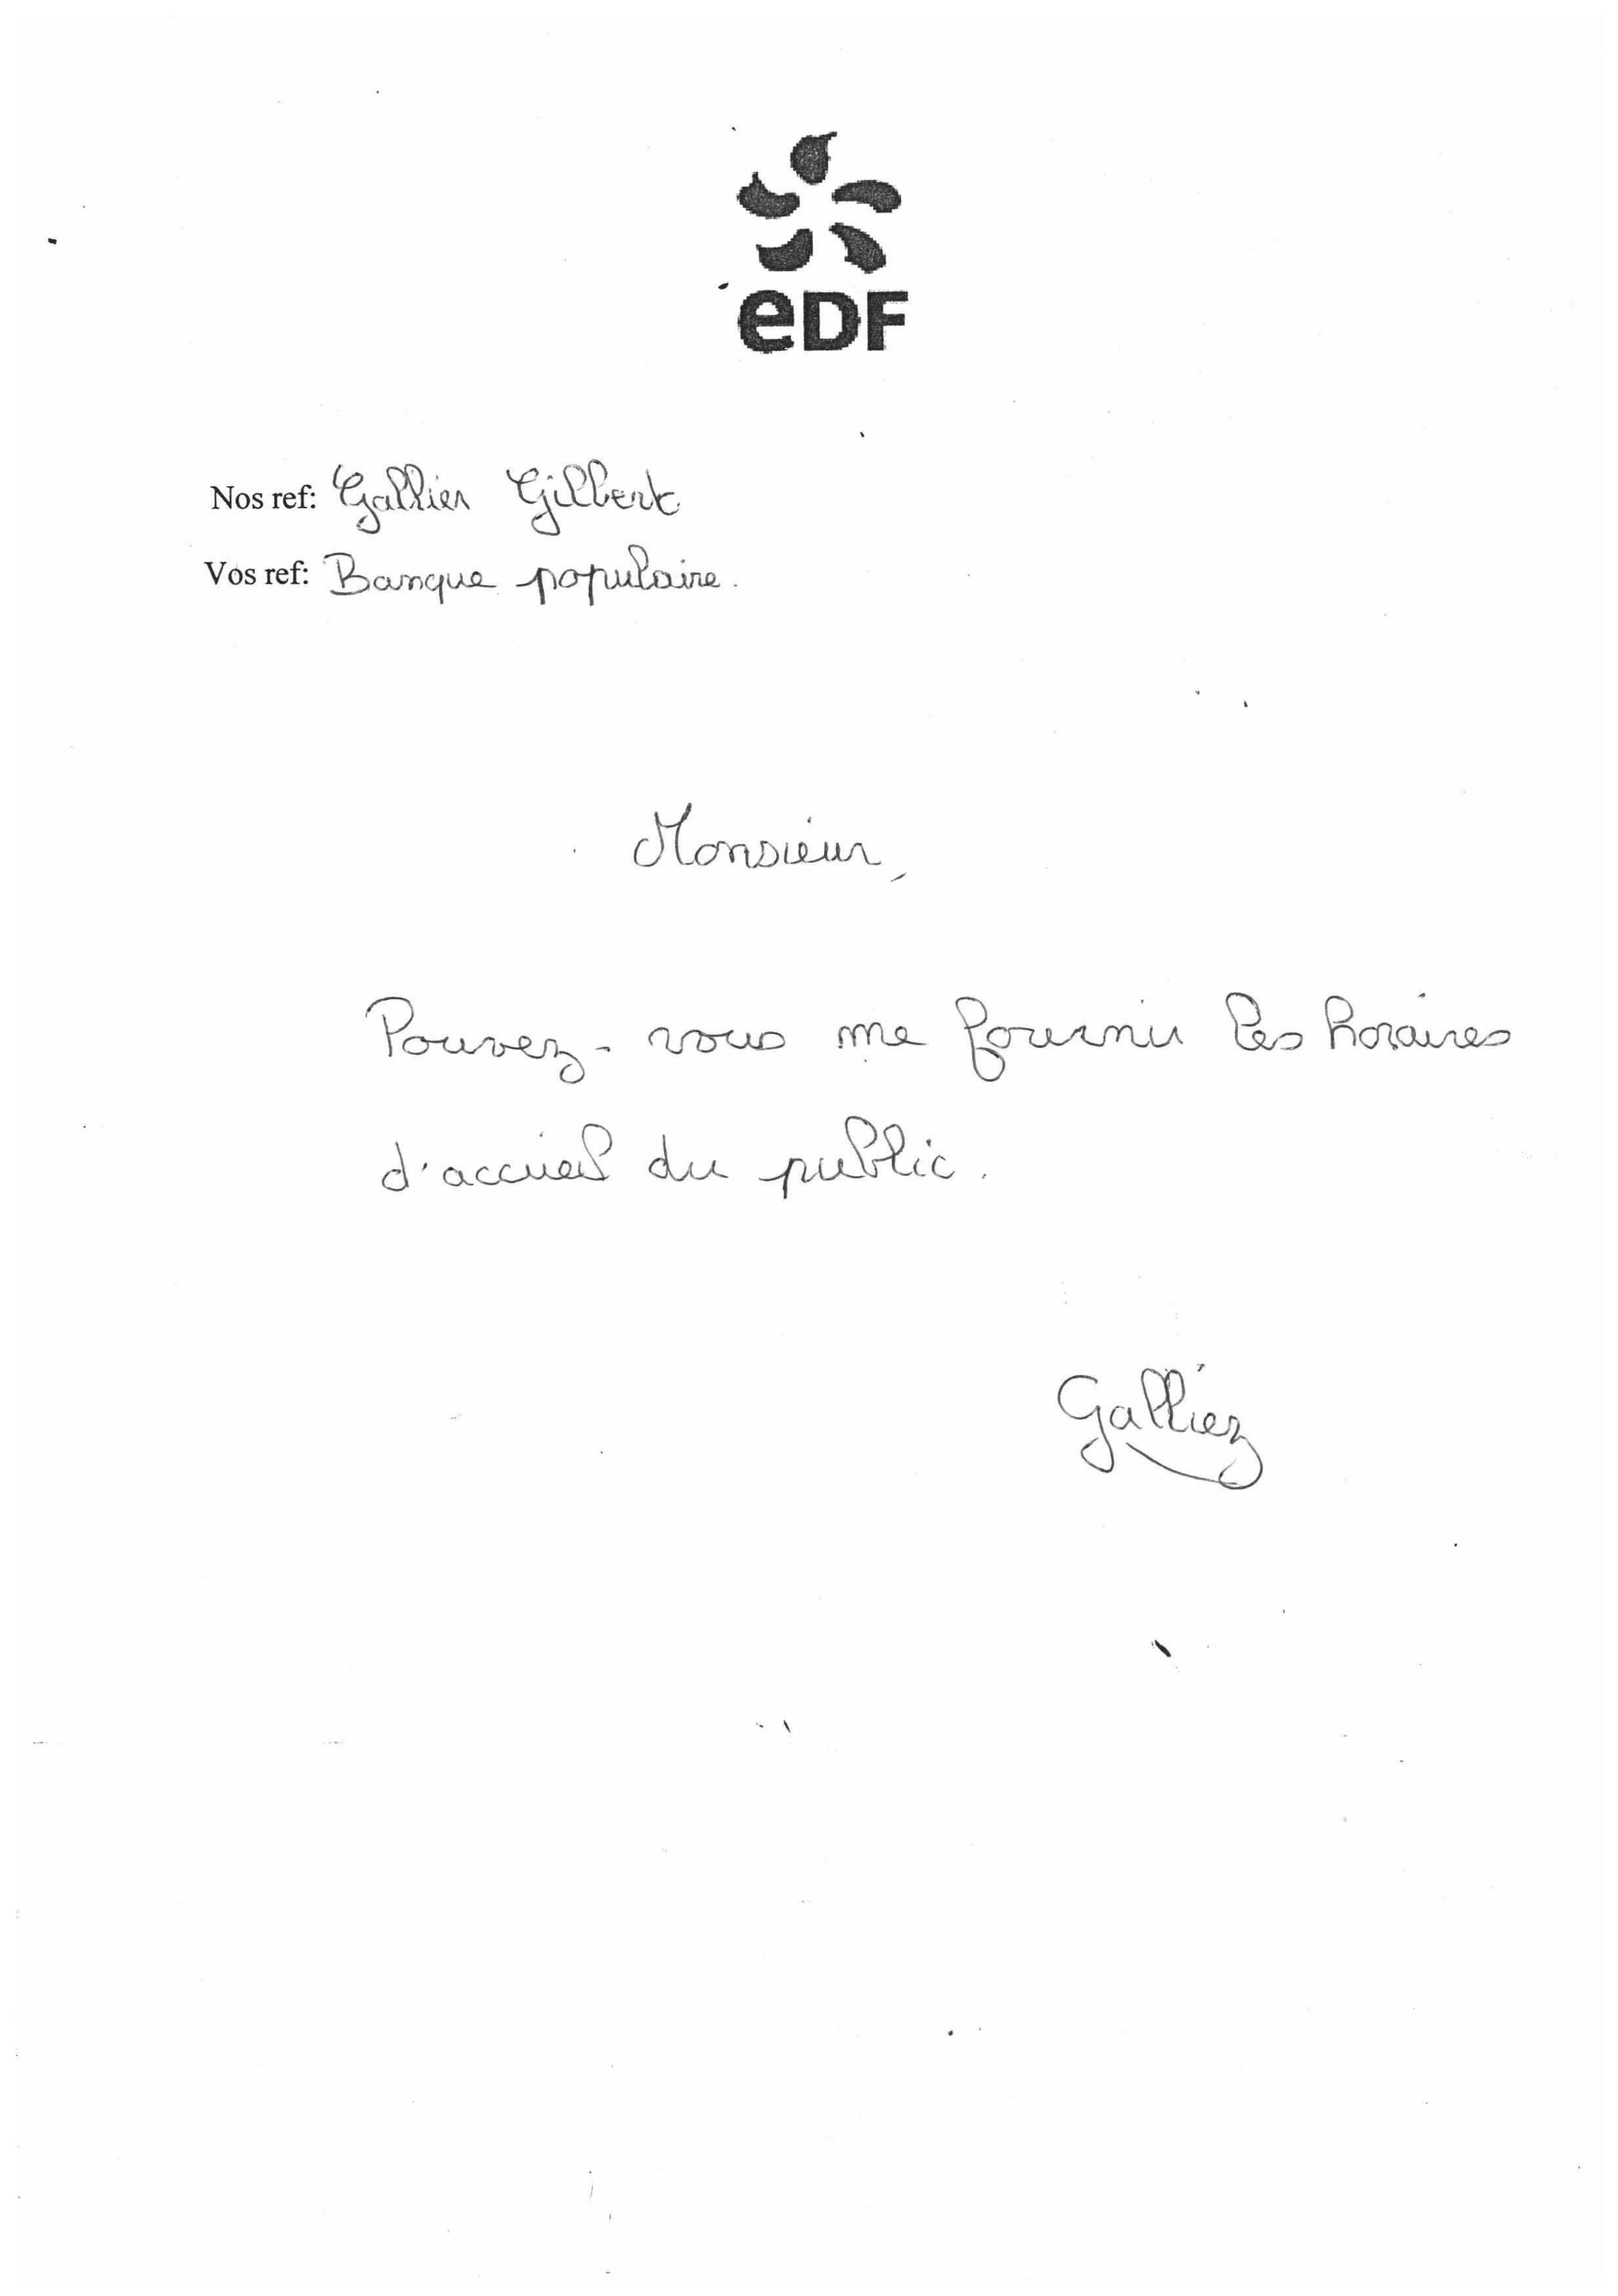 eDF
Nos ref: Gallier Gilbert
Vos ref: Banque populaire.
Monsieur,
Pouvez-vous me fournir les horaires
d'accueil du public.
Galliez